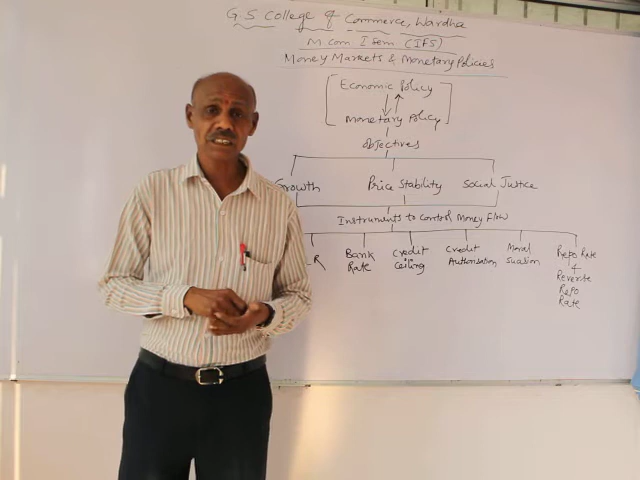 G.S College of Commerce, Wardha
M.Com I Sem (IFS)
Money Markets & Monetary Policies
Economic Policy
Monetary Policy
Objectives
Growth Price Stability Social Justice
Instruments to Control Money Flow
LR Bank Rate Credit Ceiling Credit Authorisation Moral Suasion Repo Rate & Reverse Repo Rate